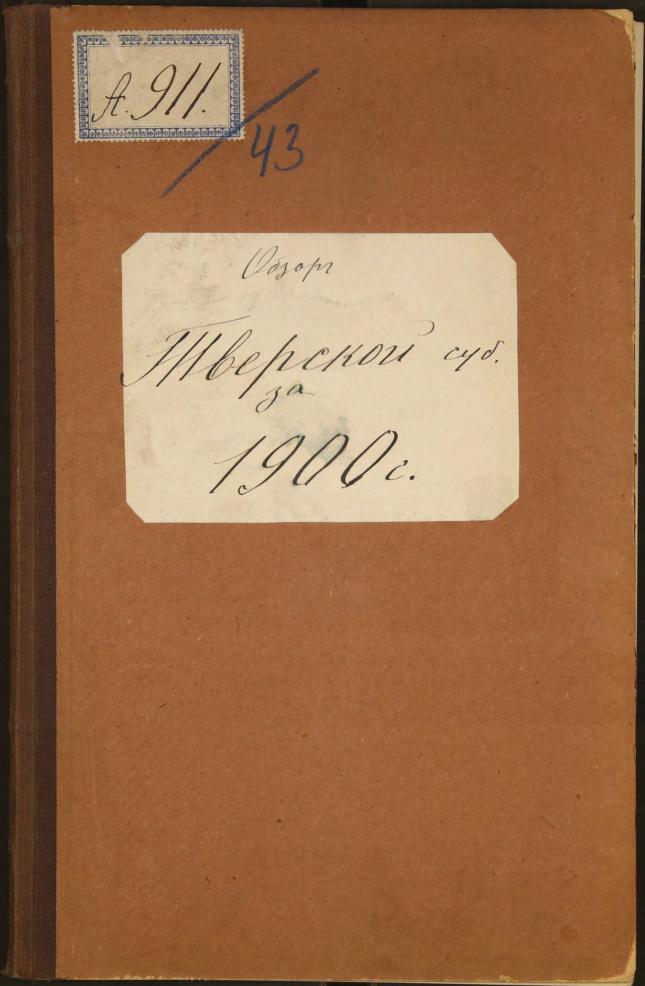 А. 911.
43
Обзоръ
Тверской губ.
за
1900 г.